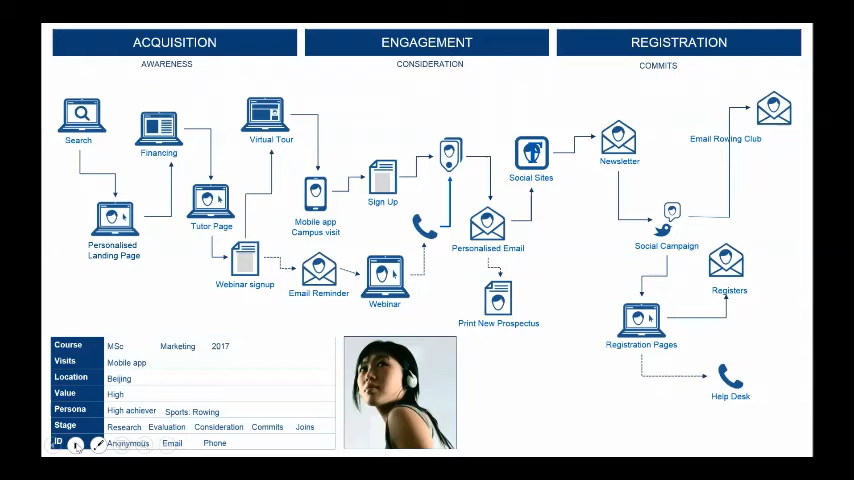 ACQUISITION
ENGAGEMENT
REGISTRATION
AWARENESS
CONSIDERATION
COMMITS
Search
Financing
Virtual Tour
Personalised
Landing Page
Tutor Page
Webinar signup
Mobile app
Campus visit
Sign Up
Email Reminder
Webinar
Personalised Email
Print New Prospectus
Social Sites
Newsletter
Email Rowing Club
Social Campaign
Registers
Registration Pages
Help Desk
Course MSc Marketing 2017
Visits Mobile app
Location Beijing
Value High
Persona High achiever Sports: Rowing
Stage Research Evaluation Consideration Commits Joins
ID Anonymous Email Phone